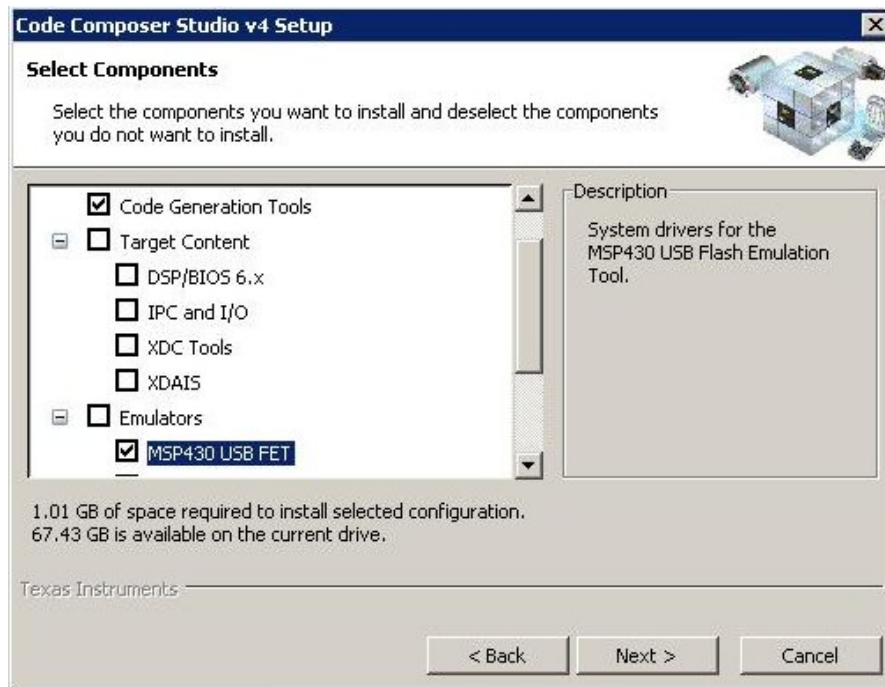 Code Composer Studio v4 Setup
Select Components
Select the components you want to install and deselect the components
you do not want to install.
Code Generation Tools
Target Content
DSP/BIOS 6.x
IPC and I/O
XDC Tools
XDAIS
Emulators
MSP430 USB FET
Description
System drivers for the
MSP430 USB Flash Emulation
Tool.
1.01 GB of space required to install selected configuration.
67.43 GB is available on the current drive.
Texas Instruments
< Back
Next >
Cancel